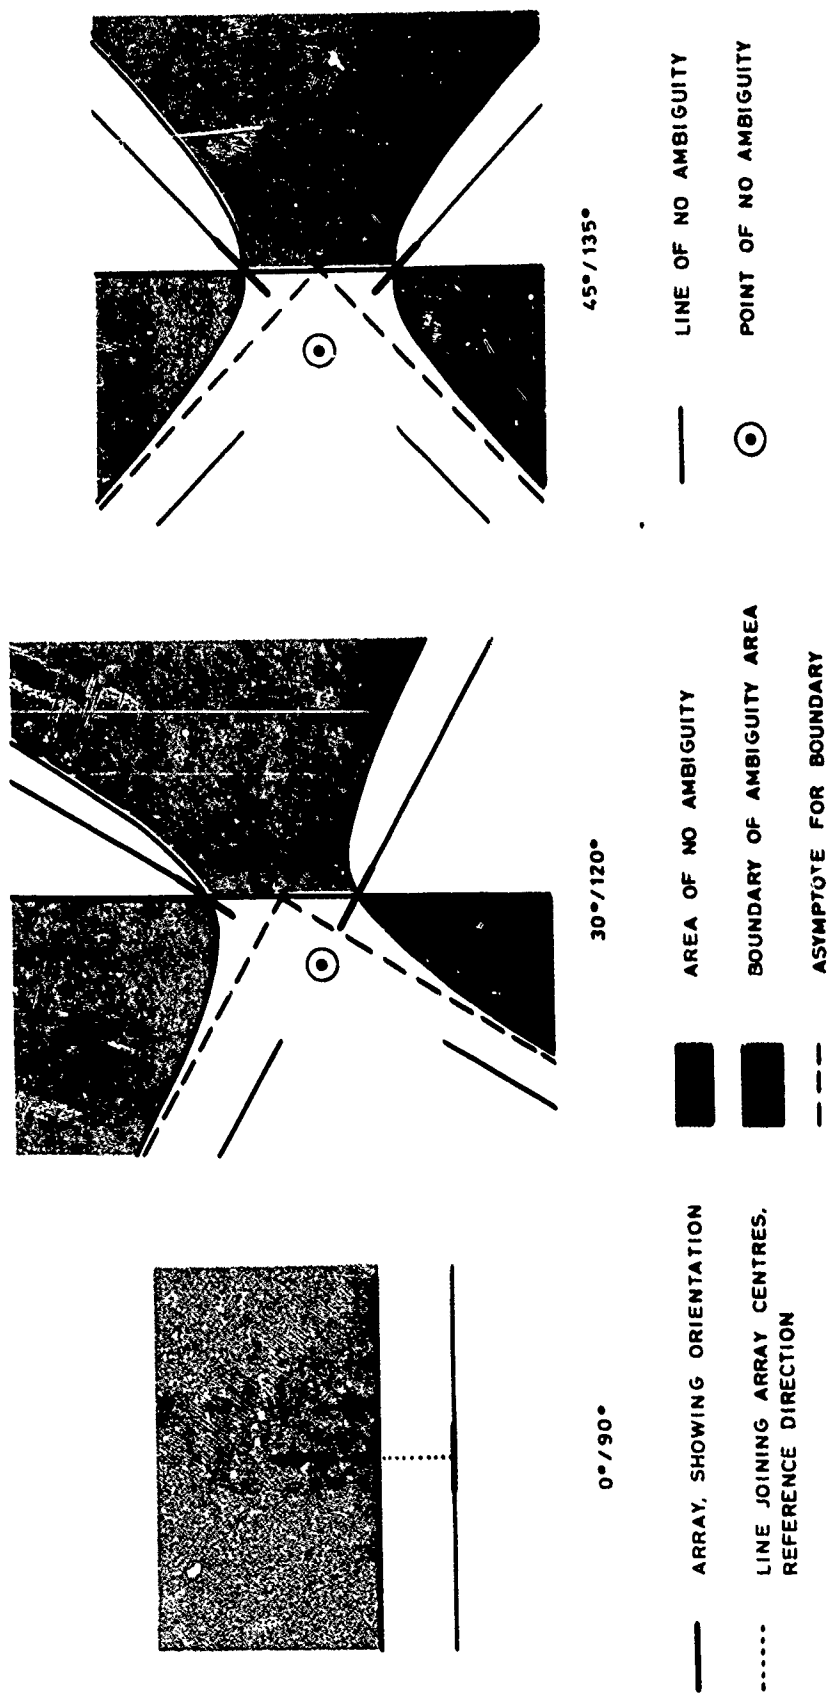 0°/90°
30°/120°
45°/135°
ARRAY, SHOWING ORIENTATION
LINE JOINING ARRAY CENTRES,
REFERENCE DIRECTION
AREA OF NO AMBIGUITY
BOUNDARY OF AMBIGUITY AREA
ASYMPTOTE FOR BOUNDARY
LINE OF NO AMBIGUITY
POINT OF NO AMBIGUITY